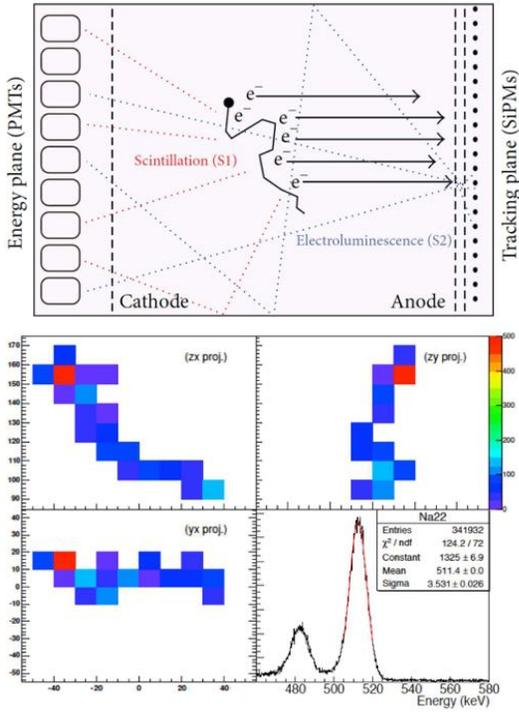 Energy plane (PMTs)
Tracking plane (SiPMs)
e⁻
e⁻
e⁻
e⁻
e⁻
e⁻
Scintillation (S1)
Electroluminescence (S2)
Cathode
Anode
170
160
150
140
130
120
110
100
90
(zx proj.)
(zy proj.)
500
400
300
200
100
0
40
30
20
10
0
-10
-20
-30
-40
-50
(yx proj.)
-40 -20 0 20 40
Na22
Entries 341932
χ² / ndf 124.2 / 72
Constant 1325 ± 6.9
Mean 511.4 ± 0.0
Sigma 3.531 ± 0.026
480 500 520 540 560 580
Energy (keV)